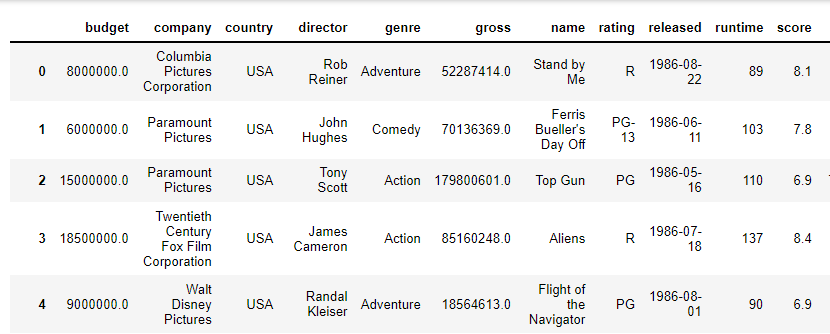 budget company country director genre gross name rating released runtime score
0 8000000.0 Columbia Pictures Corporation USA Rob Reiner Adventure 52287414.0 Stand by Me R 1986-08-22 89 8.1
1 6000000.0 Paramount Pictures USA John Hughes Comedy 70136369.0 Ferris Bueller's Day Off PG-13 1986-06-11 103 7.8
2 15000000.0 Paramount Pictures USA Tony Scott Action 179800601.0 Top Gun PG 1986-05-16 110 6.9
3 18500000.0 Twentieth Century Fox Film Corporation USA James Cameron Action 85160248.0 Aliens R 1986-07-18 137 8.4
4 9000000.0 Walt Disney Pictures USA Randal Kleiser Adventure 18564613.0 Flight of the Navigator PG 1986-08-01 90 6.9